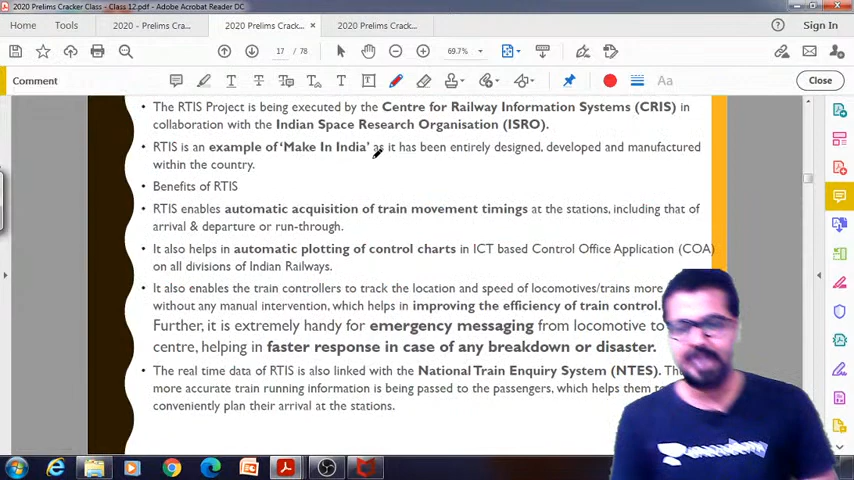 2020 Prelims Cracker Class - Class 12.pdf - Adobe Acrobat Reader DC
File Edit View Window Help
Home Tools 2020 - Prelims Cra... 2020 Prelims Crack... × 2020 Prelims Crack... Sign In
17 / 78 69.7%
Comment Aa Close
• The RTIS Project is being executed by the Centre for Railway Information Systems (CRIS) in
collaboration with the Indian Space Research Organisation (ISRO).
• RTIS is an example of ‘Make In India’ as it has been entirely designed, developed and manufactured
within the country.
• Benefits of RTIS
• RTIS enables automatic acquisition of train movement timings at the stations, including that of
arrival & departure or run-through.
• It also helps in automatic plotting of control charts in ICT based Control Office Application (COA)
on all divisions of Indian Railways.
• It also enables the train controllers to track the location and speed of locomotives/trains more
without any manual intervention, which helps in improving the efficiency of train control.
Further, it is extremely handy for emergency messaging from locomotive to
centre, helping in faster response in case of any breakdown or disaster.
• The real time data of RTIS is also linked with the National Train Enquiry System (NTES).
more accurate train running information is being passed to the passengers, which helps them
conveniently plan their arrival at the stations.